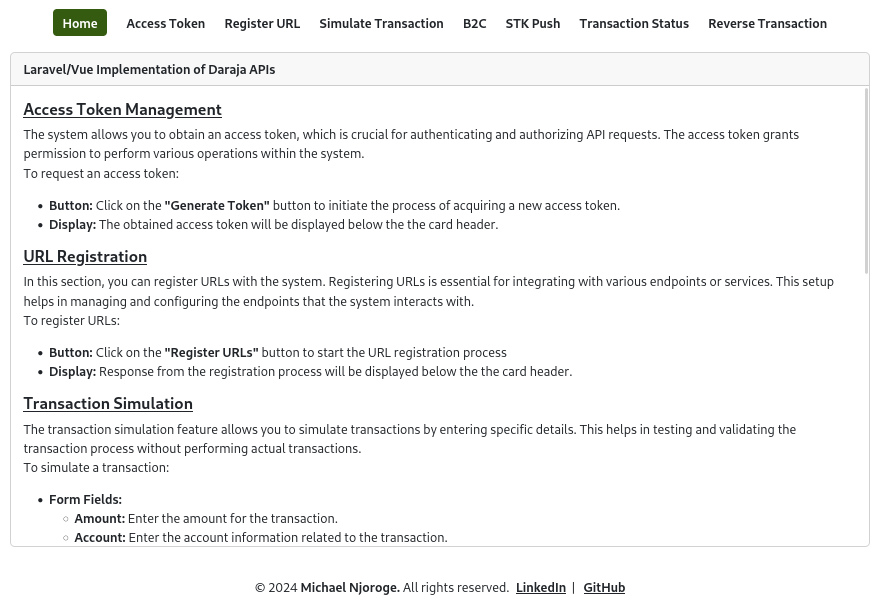 Home Access Token Register URL Simulate Transaction B2C STK Push Transaction Status Reverse Transaction
Laravel/Vue Implementation of Daraja APIs
Access Token Management
The system allows you to obtain an access token, which is crucial for authenticating and authorizing API requests. The access token grants
permission to perform various operations within the system.
To request an access token:
• Button: Click on the "Generate Token" button to initiate the process of acquiring a new access token.
• Display: The obtained access token will be displayed below the the card header.
URL Registration
In this section, you can register URLs with the system. Registering URLs is essential for integrating with various endpoints or services. This setup
helps in managing and configuring the endpoints that the system interacts with.
To register URLs:
• Button: Click on the "Register URLs" button to start the URL registration process
• Display: Response from the registration process will be displayed below the the card header.
Transaction Simulation
The transaction simulation feature allows you to simulate transactions by entering specific details. This helps in testing and validating the
transaction process without performing actual transactions.
To simulate a transaction:
• Form Fields:
○ Amount: Enter the amount for the transaction.
○ Account: Enter the account information related to the transaction.
© 2024 Michael Njoroge. All rights reserved. LinkedIn | GitHub